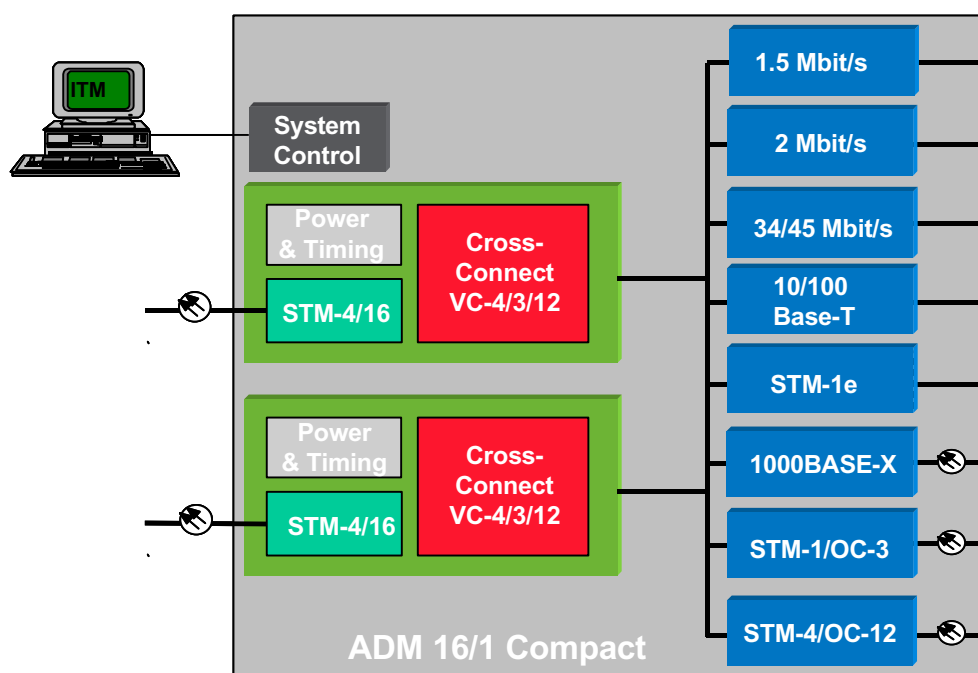 ITM
System
Control
Power
& Timing
STM-4/16
Cross-
Connect
VC-4/3/12
Power
& Timing
STM-4/16
Cross-
Connect
VC-4/3/12
1.5 Mbit/s
2 Mbit/s
34/45 Mbit/s
10/100
Base-T
STM-1e
1000BASE-X
STM-1/OC-3
STM-4/OC-12
ADM 16/1 Compact